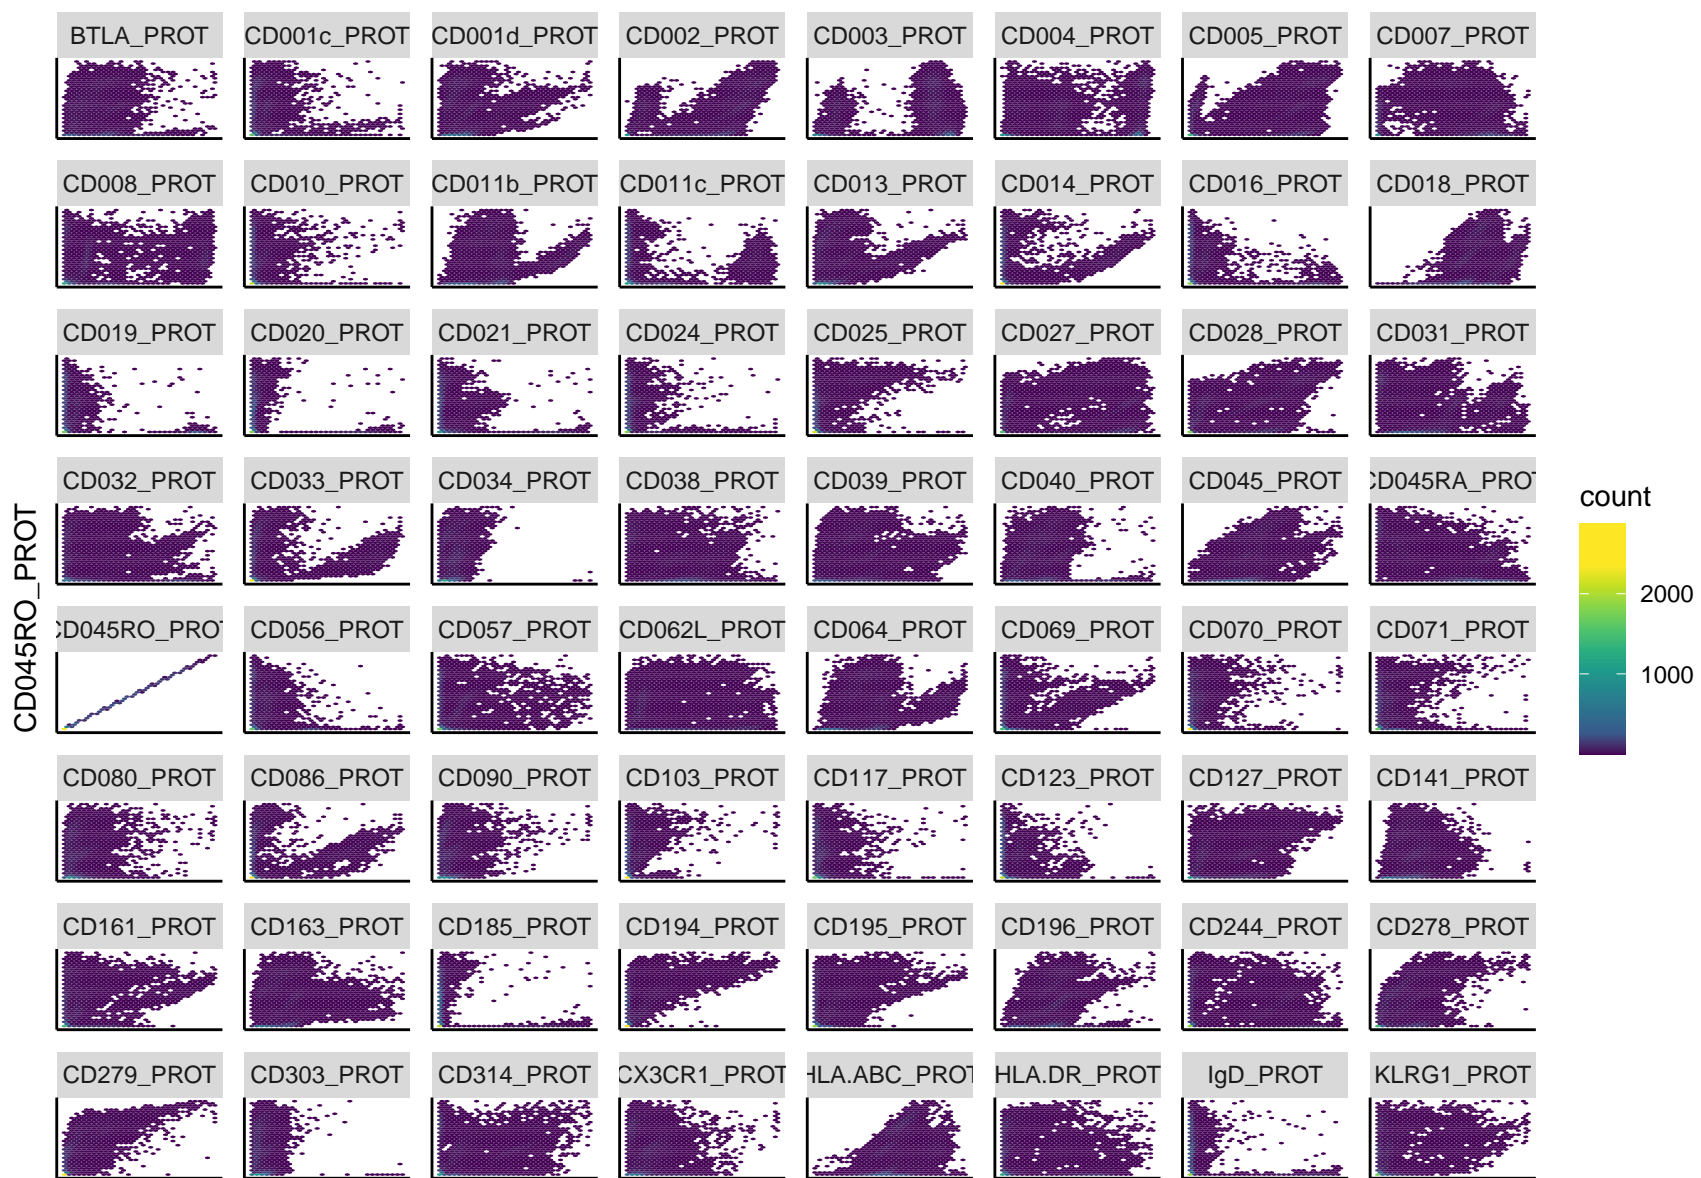 BTLA_PROT CD001c_PROT CD001d_PROT CD002_PROT CD003_PROT CD004_PROT CD005_PROT CD007_PROT
CD008_PROT CD010_PROT CD011b_PROT CD011c_PROT CD013_PROT CD014_PROT CD016_PROT CD018_PROT
CD019_PROT CD020_PROT CD021_PROT CD024_PROT CD025_PROT CD027_PROT CD028_PROT CD031_PROT
CD032_PROT CD033_PROT CD034_PROT CD038_PROT CD039_PROT CD040_PROT CD045_PROT CD045RA_PROT
CD045RO_PROT CD056_PROT CD057_PROT CD062L_PROT CD064_PROT CD069_PROT CD070_PROT CD071_PROT
CD080_PROT CD086_PROT CD090_PROT CD103_PROT CD117_PROT CD123_PROT CD127_PROT CD141_PROT
CD161_PROT CD163_PROT CD185_PROT CD194_PROT CD195_PROT CD196_PROT CD244_PROT CD278_PROT
CD279_PROT CD303_PROT CD314_PROT CX3CR1_PROT HLA.ABC_PROT HLA.DR_PROT IgD_PROT KLRG1_PROT
CD045RO_PROT
count
2000
1000